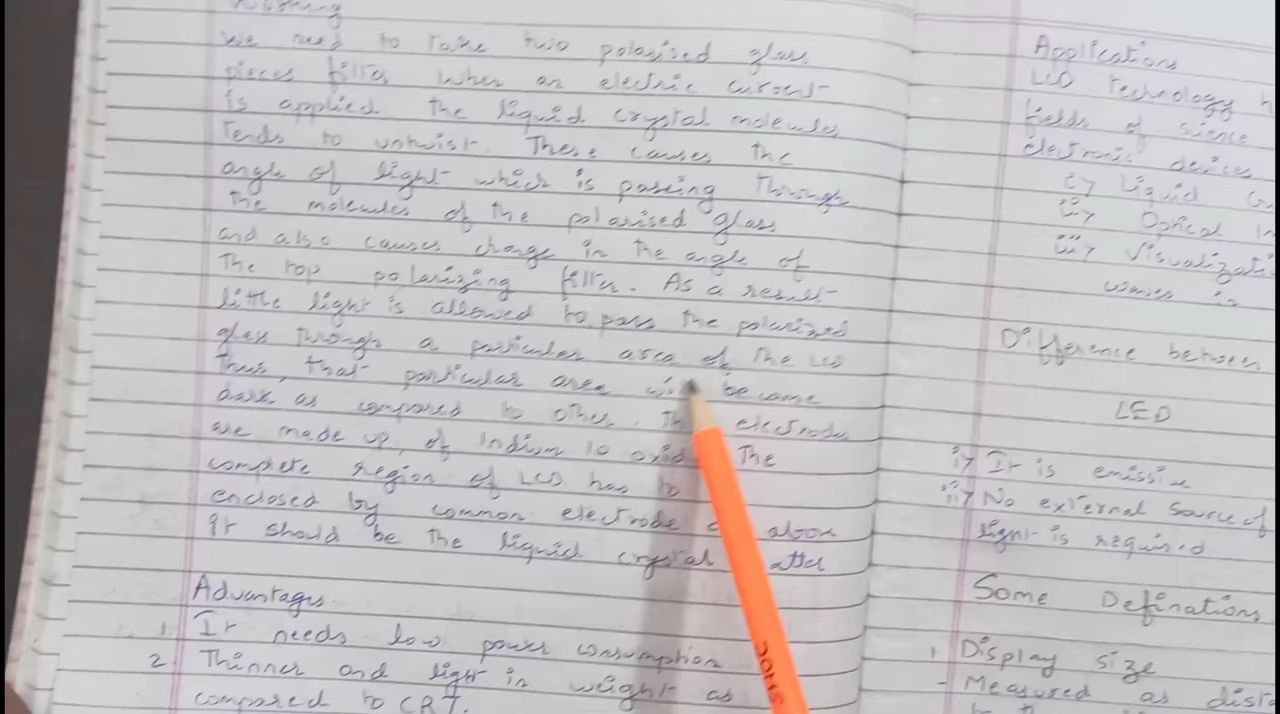 Working
we need to take two polarised glass
pieces filter when an electric current
is applied the liquid crystal molecules
tends to untwist. These causes the
angle of light which is passing through
the molecules of the polarised glass
and also causes change in the angle of
the top polarizing filter. As a result
little light is allowed to pass the polarized
glass through a particular area of the LCD
Thus, that particular area will become
dark as compared to other. The electrode
are made up of Indium to oxid The
complete region of LCD has to
enclosed by common electrode above
It should be the liquid crystal
Advantages
1. It needs low power consumption
2. Thinner and light in weight as
compared to CRT.
Applications
LCD Technology h
fields of science
electronic devices
i> Liquid
ii> Optical
iii> Visualizati
waves is
Difference between
LED
i> It is emissive
ii> No external source of
light is required
Some Definations
1. Display size
- Measured as dist